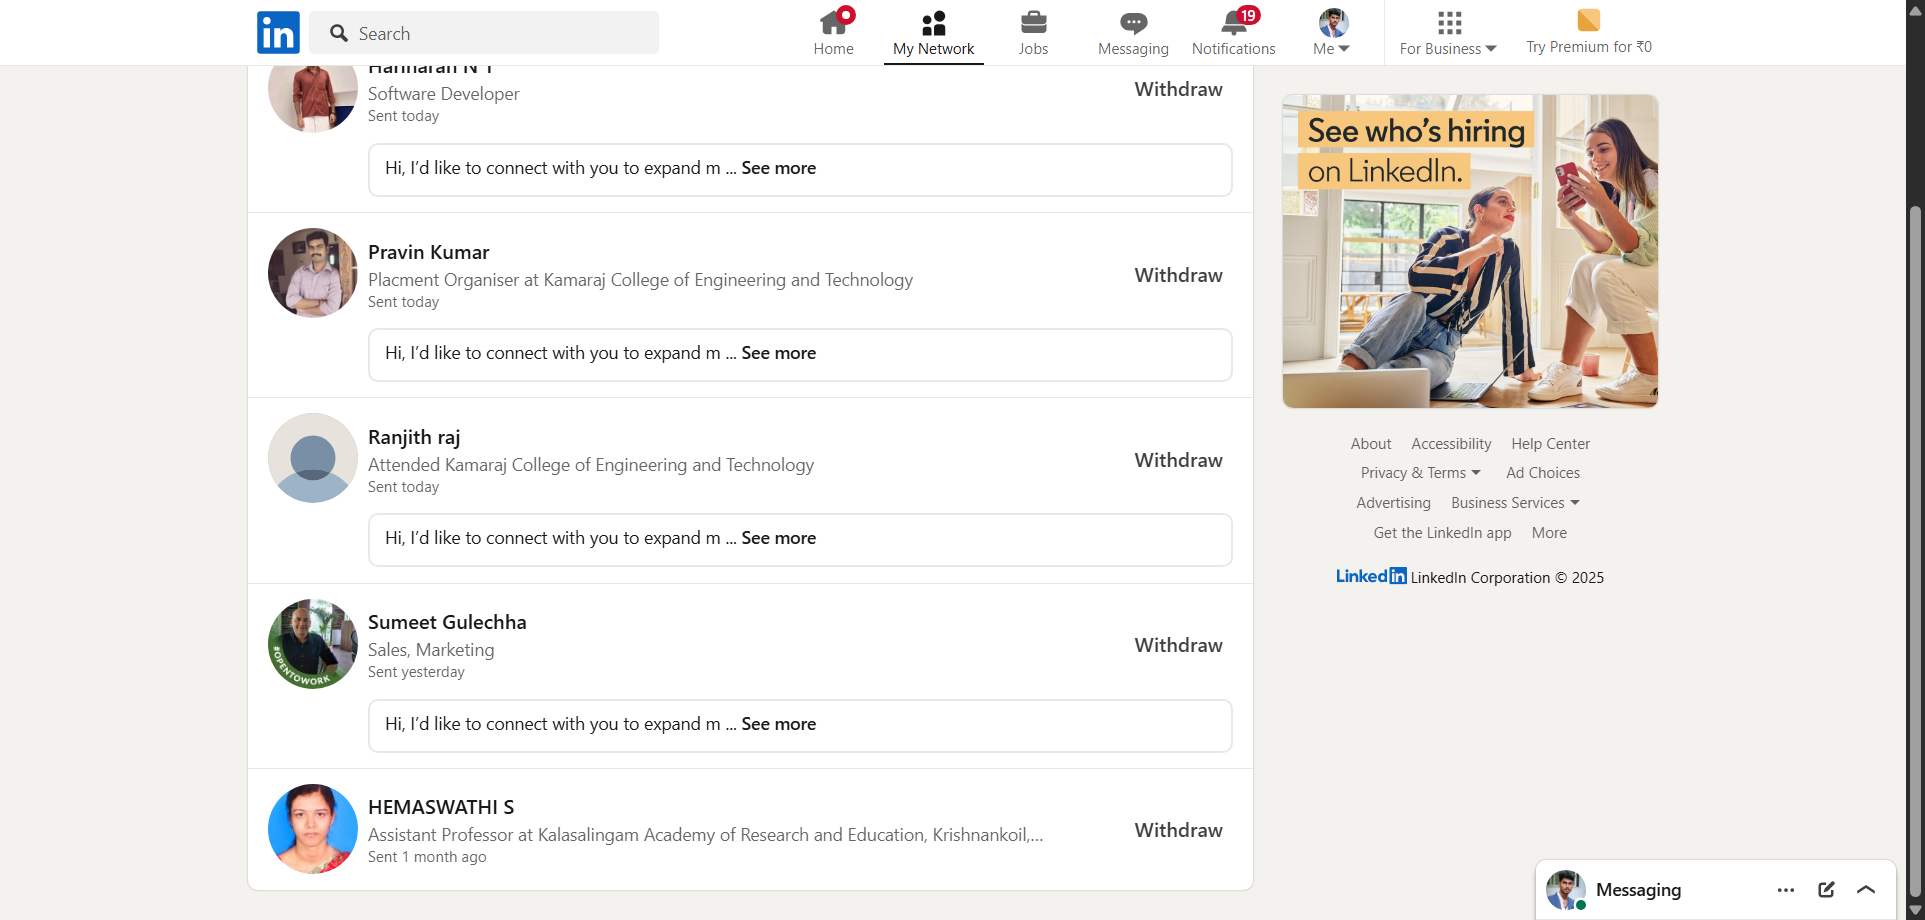 in
Search
Home
My Network
Jobs
Messaging
19
Notifications
Me
For Business
Try Premium for ₹0
Software Developer
Sent today
Withdraw
Hi, I'd like to connect with you to expand m ... See more
Pravin Kumar
Placment Organiser at Kamaraj College of Engineering and Technology
Sent today
Withdraw
Hi, I'd like to connect with you to expand m ... See more
Ranjith raj
Attended Kamaraj College of Engineering and Technology
Sent today
Withdraw
Hi, I'd like to connect with you to expand m ... See more
#OPENTOWORK
Sumeet Gulechha
Sales, Marketing
Sent yesterday
Withdraw
Hi, I'd like to connect with you to expand m ... See more
HEMASWATHI S
Assistant Professor at Kalasalingam Academy of Research and Education, Krishnankoil,...
Sent 1 month ago
Withdraw
See who's hiring
on LinkedIn.
About Accessibility Help Center
Privacy & Terms Ad Choices
Advertising Business Services
Get the LinkedIn app More
LinkedIn LinkedIn Corporation © 2025
Messaging